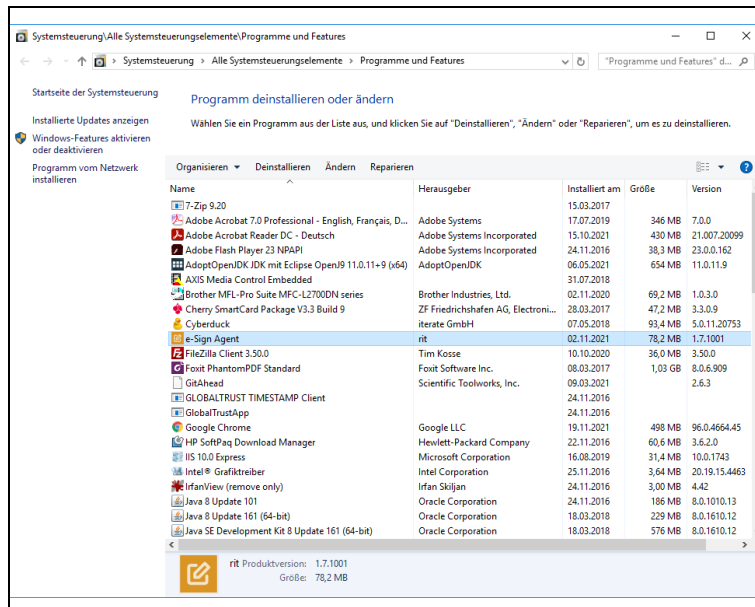 Systemsteuerung\Alle Systemsteuerungselemente\Programme und Features
Systemsteuerung > Alle Systemsteuerungselemente > Programme und Features
"Programme und Features" d...
Startseite der Systemsteuerung
Installierte Updates anzeigen
Windows-Features aktivieren
oder deaktivieren
Programm vom Netzwerk
installieren
Programm deinstallieren oder ändern
Wählen Sie ein Programm aus der Liste aus, und klicken Sie auf "Deinstallieren", "Ändern" oder "Reparieren", um es zu deinstallieren.
Organisieren Deinstallieren Ändern Reparieren
Name Herausgeber Installiert am Größe Version
7-Zip 9.20 15.03.2017
Adobe Acrobat 7.0 Professional - English, Français, D... Adobe Systems 17.07.2019 346 MB 7.0.0
Adobe Acrobat Reader DC - Deutsch Adobe Systems Incorporated 15.10.2021 430 MB 21.007.20099
Adobe Flash Player 23 NPAPI Adobe Systems Incorporated 24.11.2016 38,3 MB 23.0.0.162
AdoptOpenJDK JDK mit Eclipse OpenJ9 11.0.11+9 (x64) AdoptOpenJDK 06.05.2021 654 MB 11.0.11.9
AXIS Media Control Embedded 31.07.2018
Brother MFL-Pro Suite MFC-L2700DN series Brother Industries, Ltd. 02.11.2020 69,2 MB 1.0.3.0
Cherry SmartCard Package V3.3 Build 9 ZF Friedrichshafen AG, Electroni... 28.03.2017 47,2 MB 3.3.0.9
Cyberduck iterate GmbH 07.05.2018 93,4 MB 5.0.11.20753
e-Sign Agent rit 02.11.2021 78,2 MB 1.7.1001
FileZilla Client 3.50.0 Tim Kosse 10.10.2020 36,0 MB 3.50.0
Foxit PhantomPDF Standard Foxit Software Inc. 08.03.2017 1,03 GB 8.0.6.909
GitAhead Scientific Toolworks, Inc. 09.03.2021 2.6.3
GLOBALTRUST TIMESTAMP Client 24.11.2016
GlobalTrustApp 24.11.2016
Google Chrome Google LLC 19.11.2021 498 MB 96.0.4664.45
HP SoftPaq Download Manager Hewlett-Packard Company 22.11.2016 60,6 MB 3.6.2.0
IIS 10.0 Express Microsoft Corporation 16.08.2019 31,4 MB 10.0.1743
Intel® Grafiktreiber Intel Corporation 25.11.2016 3,64 MB 20.19.15.4463
IrfanView (remove only) Irfan Skiljan 24.11.2016 3,00 MB 4.42
Java 8 Update 101 Oracle Corporation 24.11.2016 186 MB 8.0.1010.13
Java 8 Update 161 (64-bit) Oracle Corporation 18.03.2018 229 MB 8.0.1610.12
Java SE Development Kit 8 Update 161 (64-bit) Oracle Corporation 18.03.2018 576 MB 8.0.1610.12
rit Produktversion: 1.7.1001
Größe: 78,2 MB